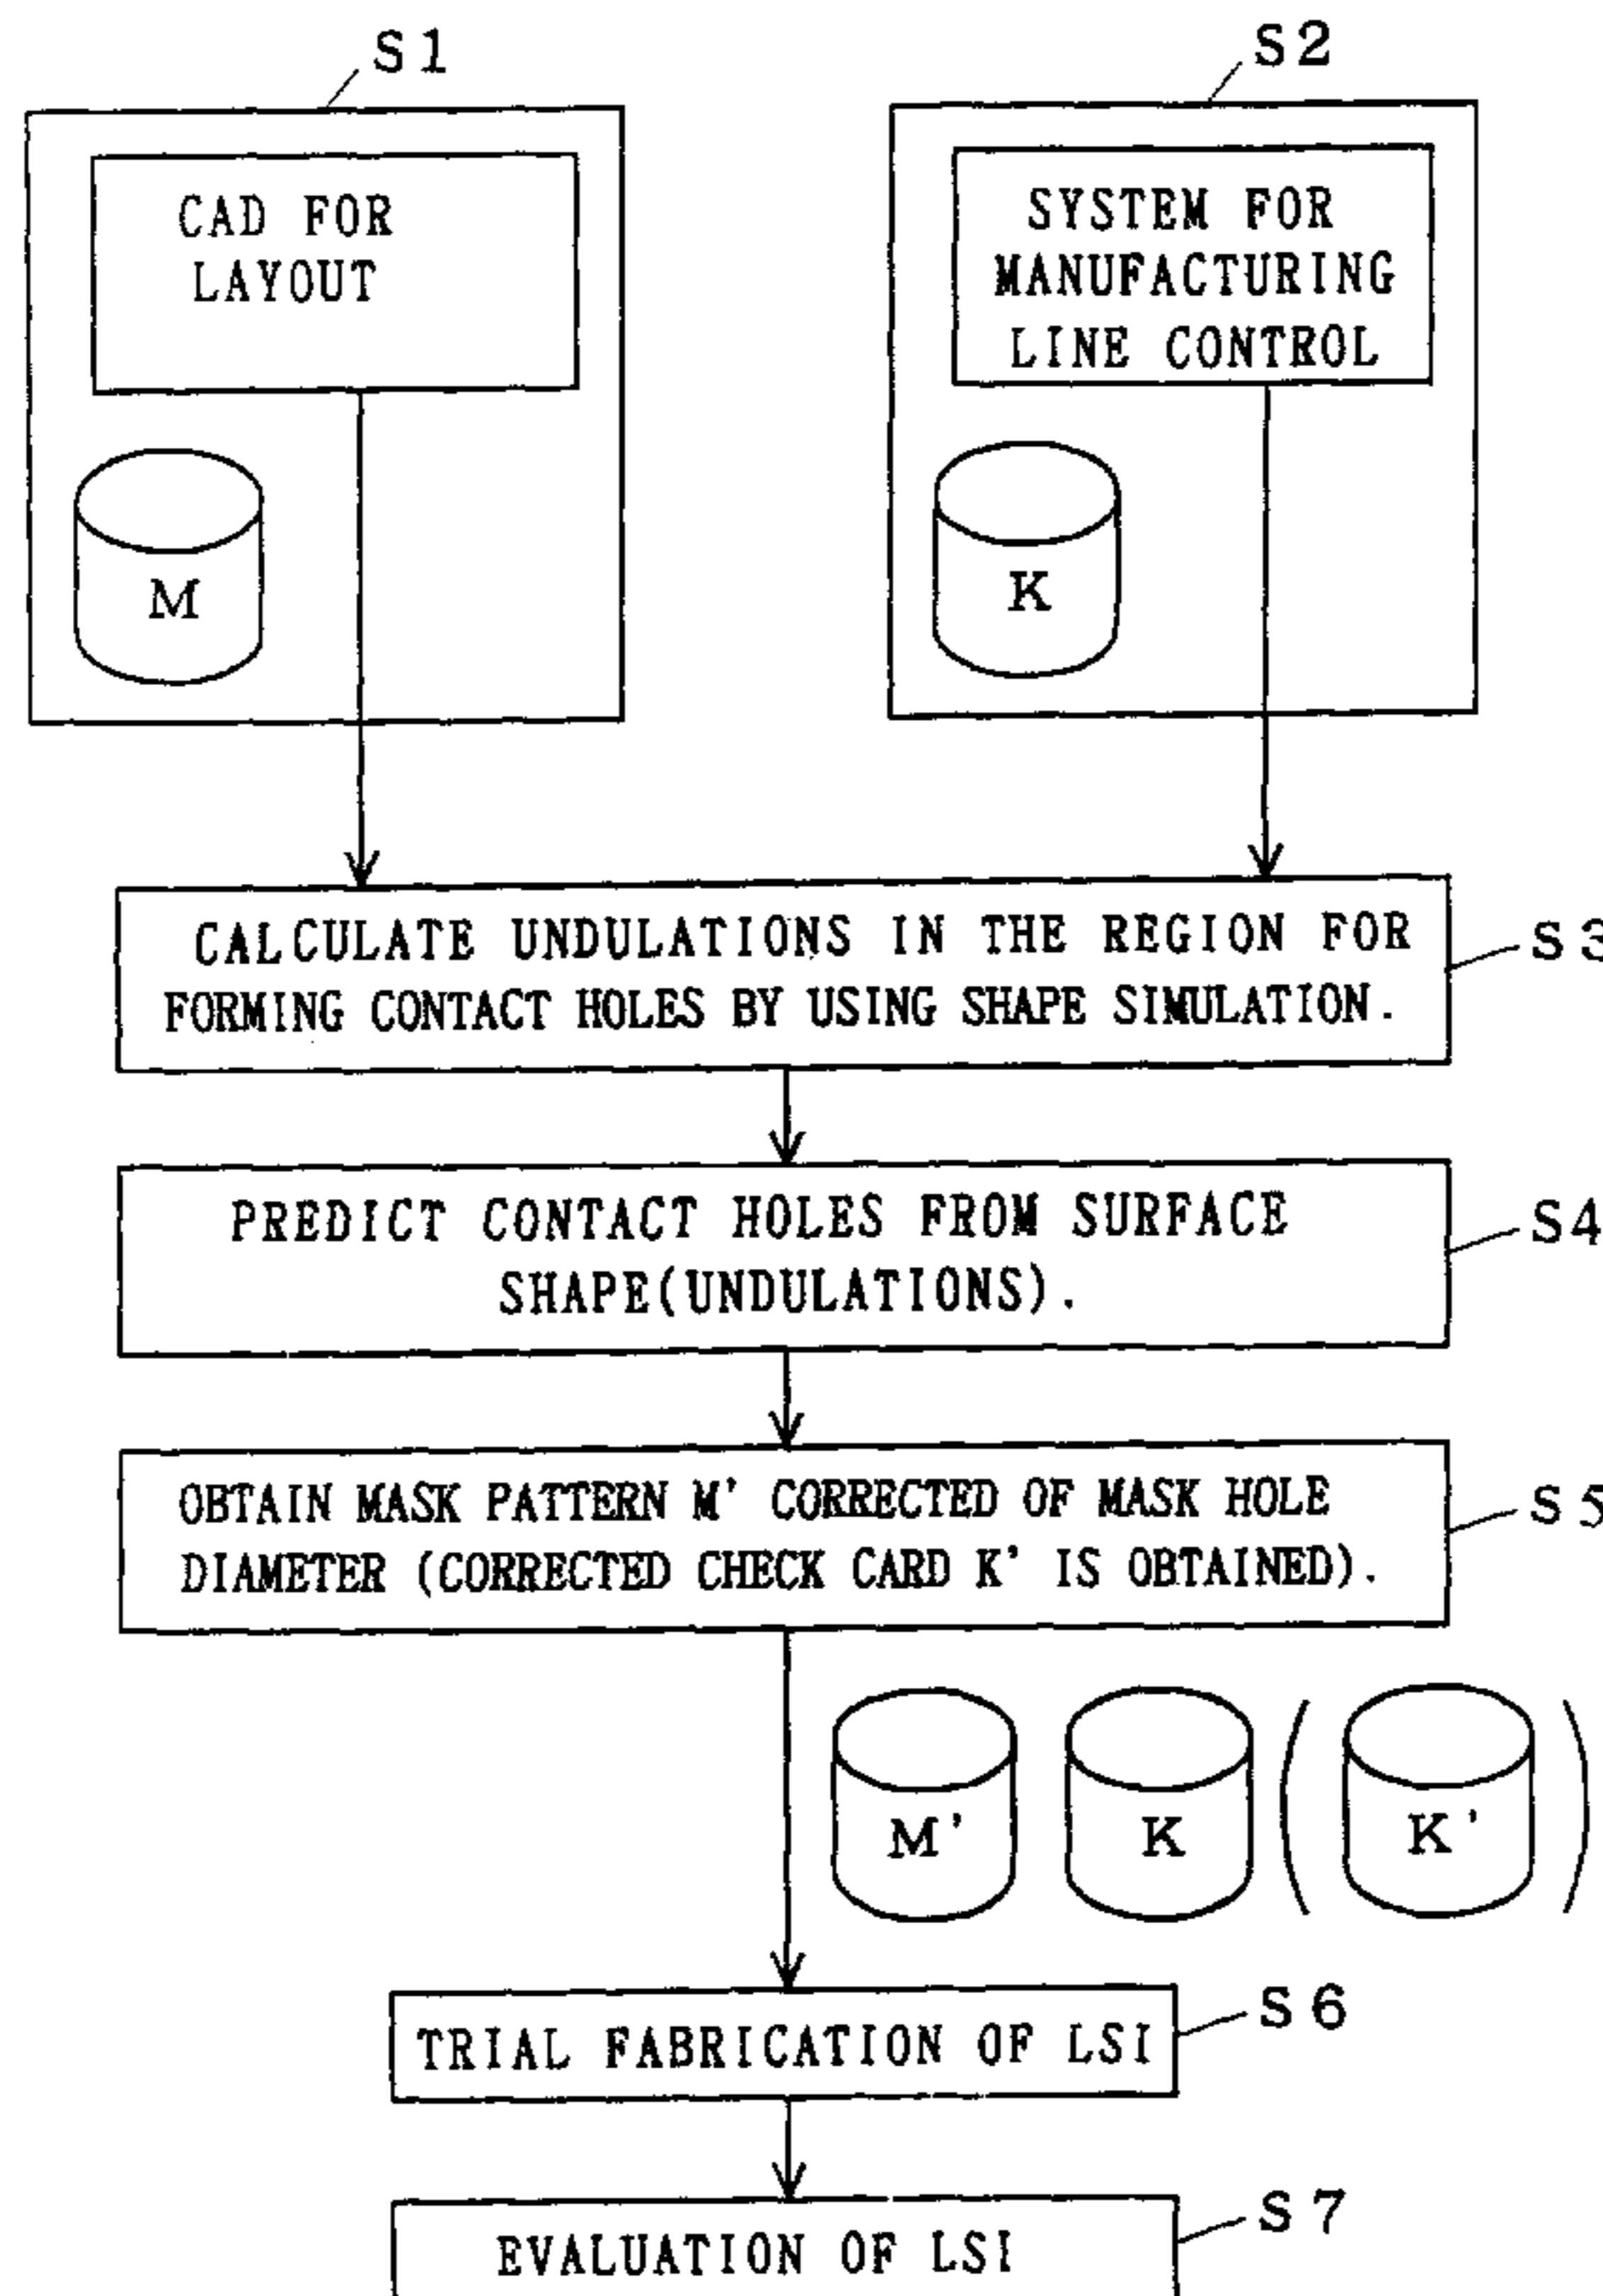 S1
S2
CAD FOR
LAYOUT
SYSTEM FOR
MANUFACTURING
LINE CONTROL
M
K
CALCULATE UNDULATIONS IN THE REGION FOR
FORMING CONTACT HOLES BY USING SHAPE SIMULATION.
S3
PREDICT CONTACT HOLES FROM SURFACE
SHAPE(UNDULATIONS).
S4
OBTAIN MASK PATTERN M' CORRECTED OF MASK HOLE
DIAMETER (CORRECTED CHECK CARD K' IS OBTAINED).
S5
M' K ( K' )
TRIAL FABRICATION OF LSI
S6
EVALUATION OF LSI
S7